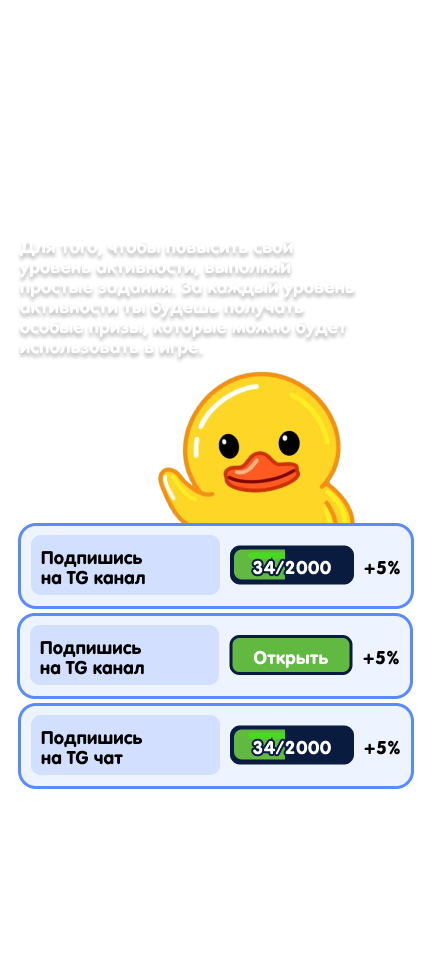 Для того, чтобы повысить свой
уровень активности, выполняй
простые задания. За каждый уровень
активности ты будешь получать
особые призы, которые можно будет
использовать в игре.
Подпишись
на TG канал
34/2000
+5%
Подпишись
на TG канал
Открыть
+5%
Подпишись
на TG чат
34/2000
+5%